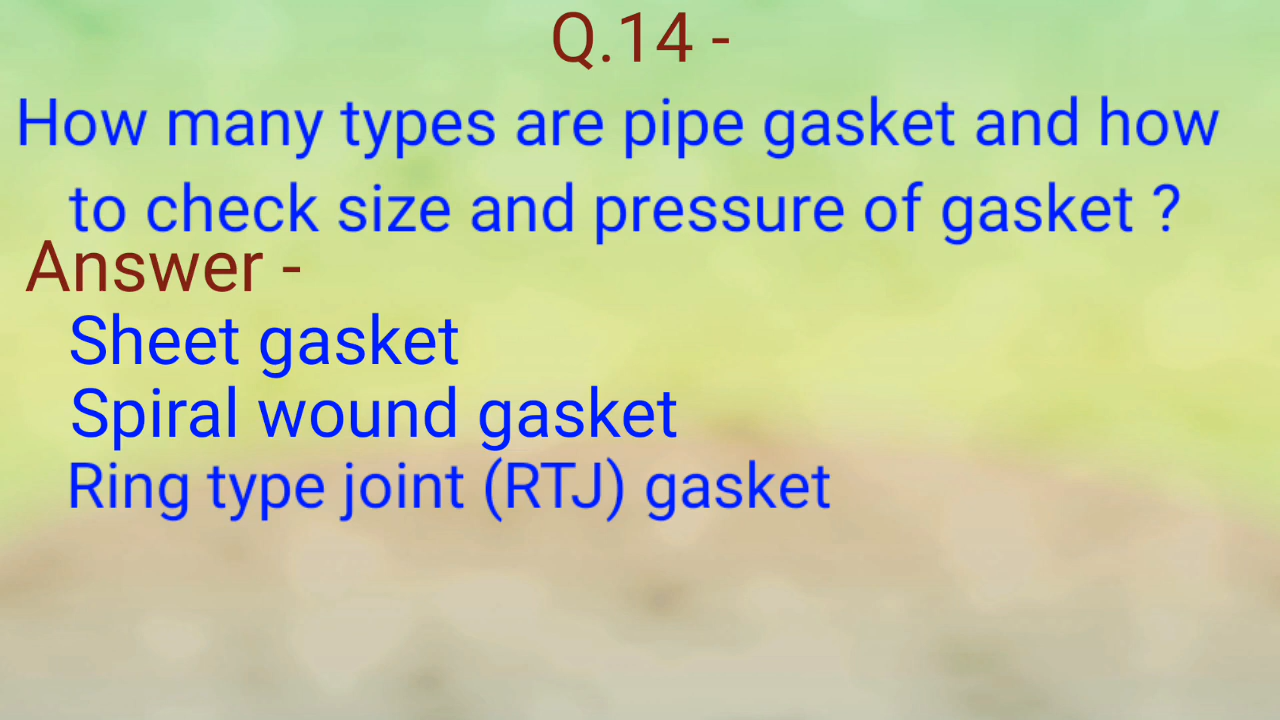 Q.14 -
How many types are pipe gasket and how
to check size and pressure of gasket ?
Answer -
Sheet gasket
Spiral wound gasket
Ring type joint (RTJ) gasket